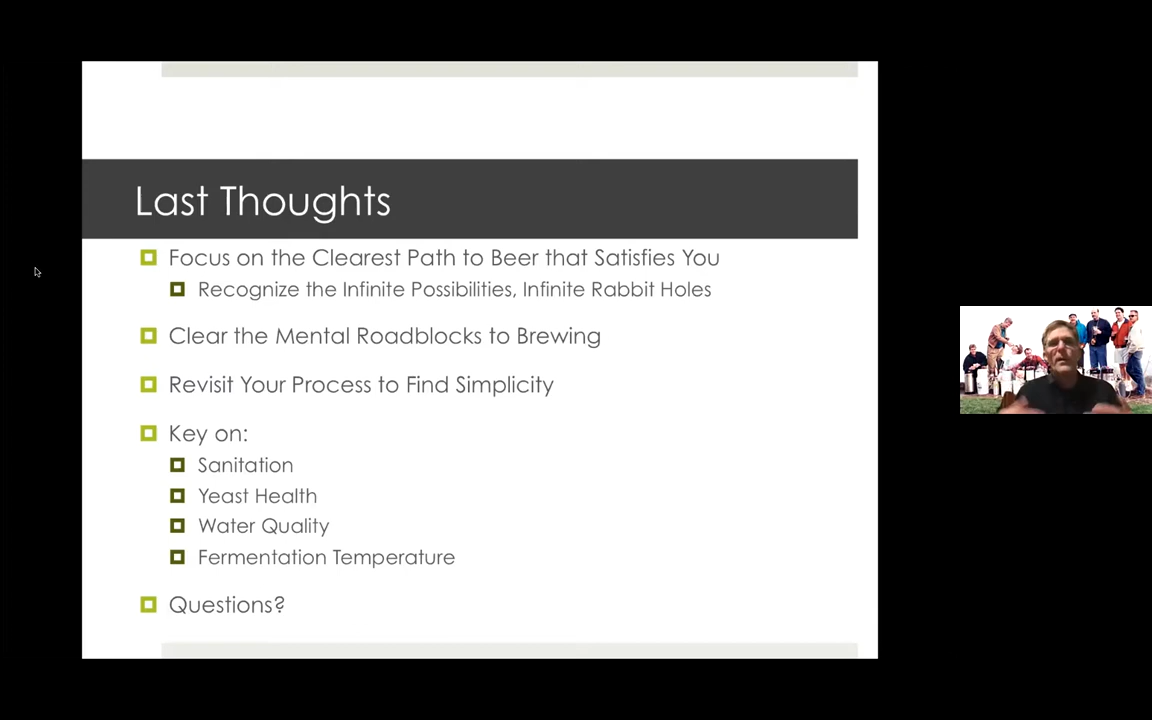 Last Thoughts
Focus on the Clearest Path to Beer that Satisfies You
Recognize the Infinite Possibilities, Infinite Rabbit Holes
Clear the Mental Roadblocks to Brewing
Revisit Your Process to Find Simplicity
Key on:
Sanitation
Yeast Health
Water Quality
Fermentation Temperature
Questions?